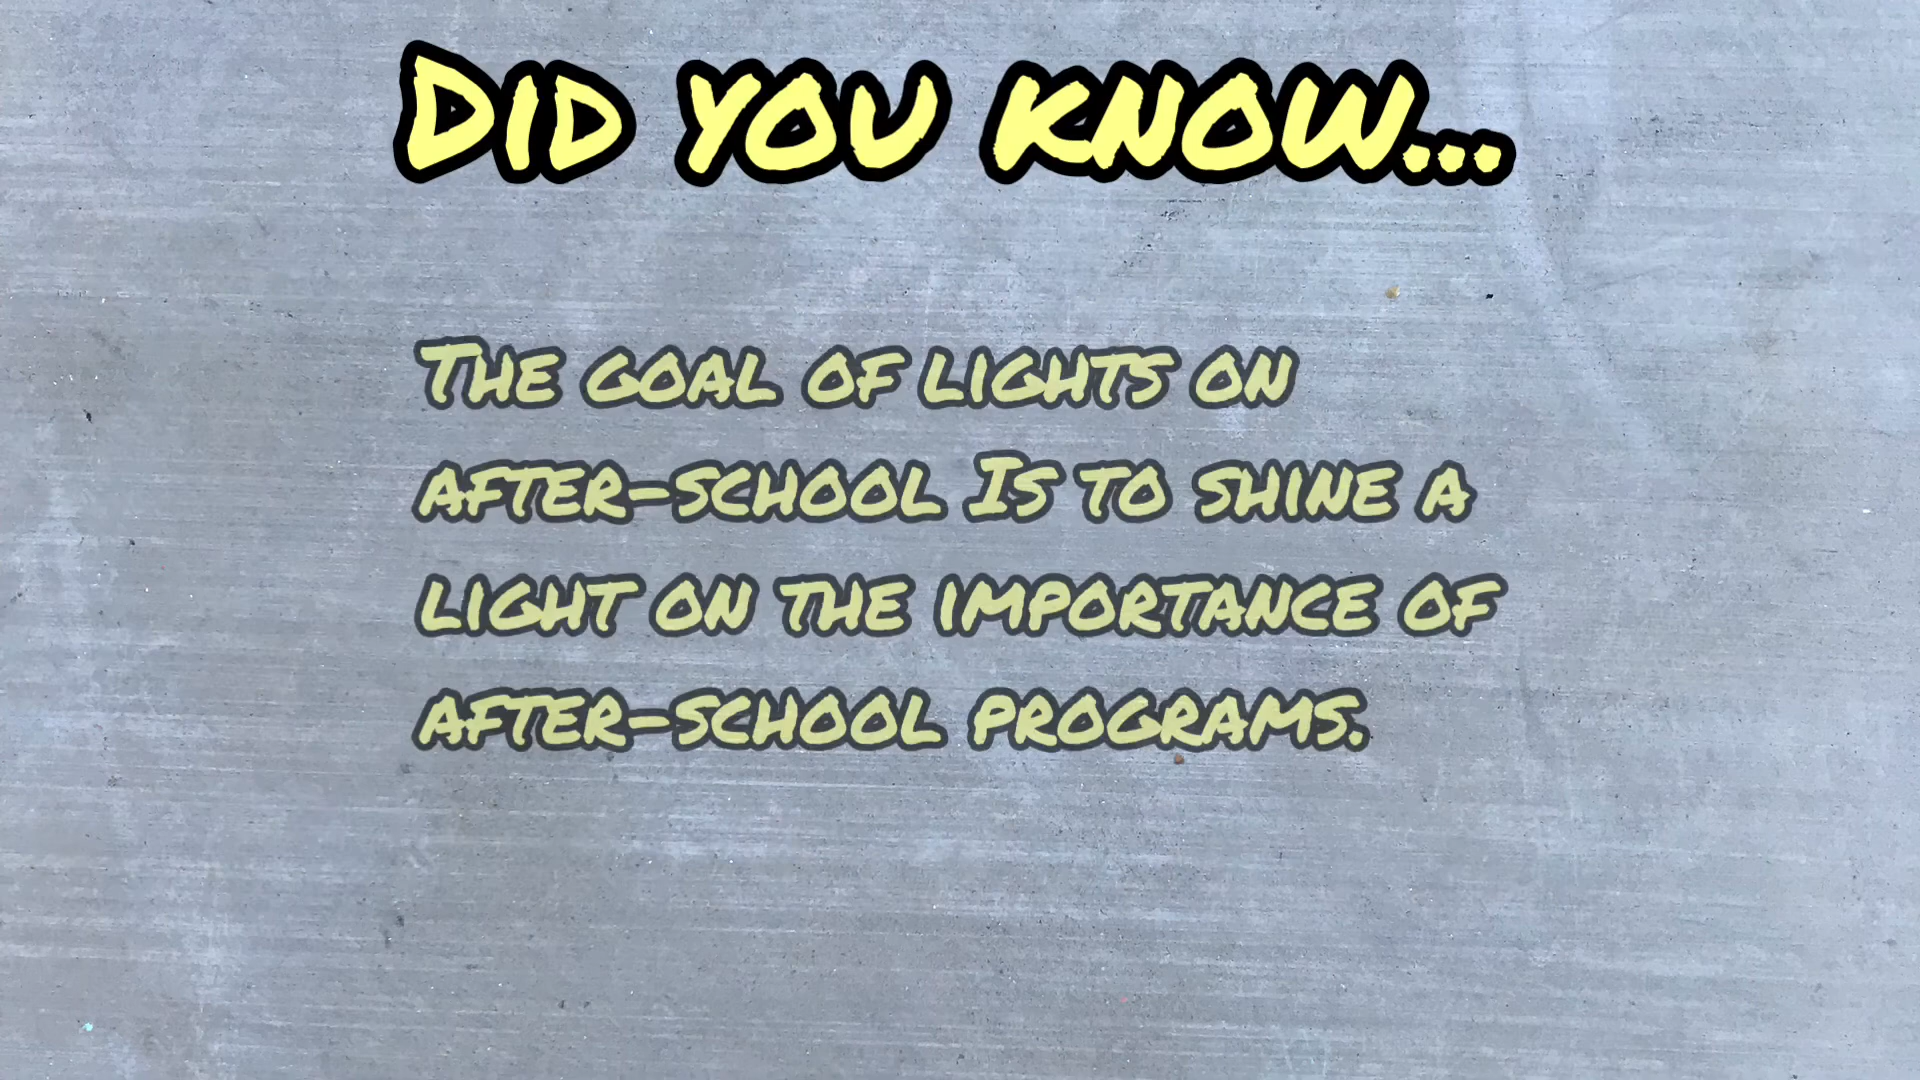 Did you know...
The goal of lights on
after-school Is to shine a
light on the importance of
after-school programs.